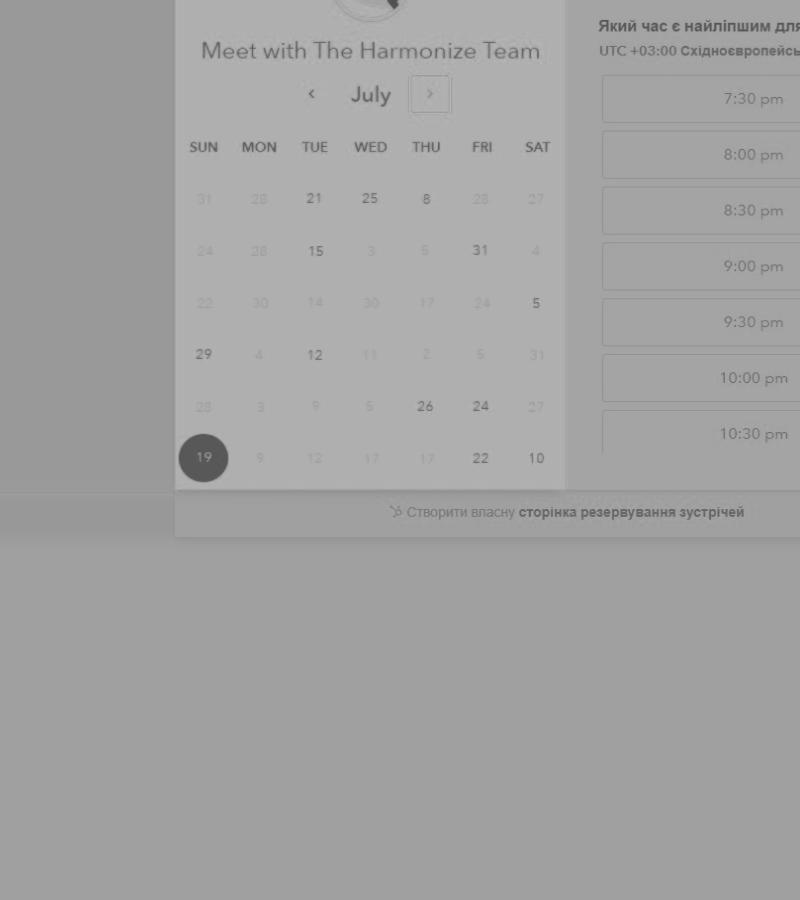 Meet with The Harmonize Team
July
SUN MON TUE WED THU FRI SAT
31 28 21 25 8 28 27
24 28 15 3 5 31 4
22 30 14 30 17 24 5
29 4 12 11 2 5 31
28 3 9 5 26 24 27
19 9 12 17 17 22 10
Який час є найліпшим для
UTC +03:00 Східноєвропейсь
7:30 pm
8:00 pm
8:30 pm
9:00 pm
9:30 pm
10:00 pm
10:30 pm
Створити власну сторінка резервування зустрічей